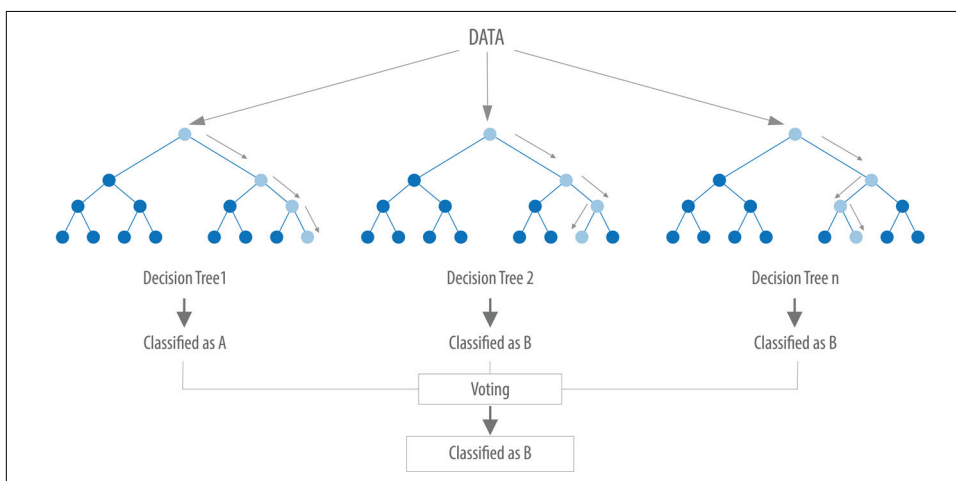 DATA
Decision Tree1
Decision Tree 2
Decision Tree n
Classified as A
Classified as B
Classified as B
Voting
Classified as B